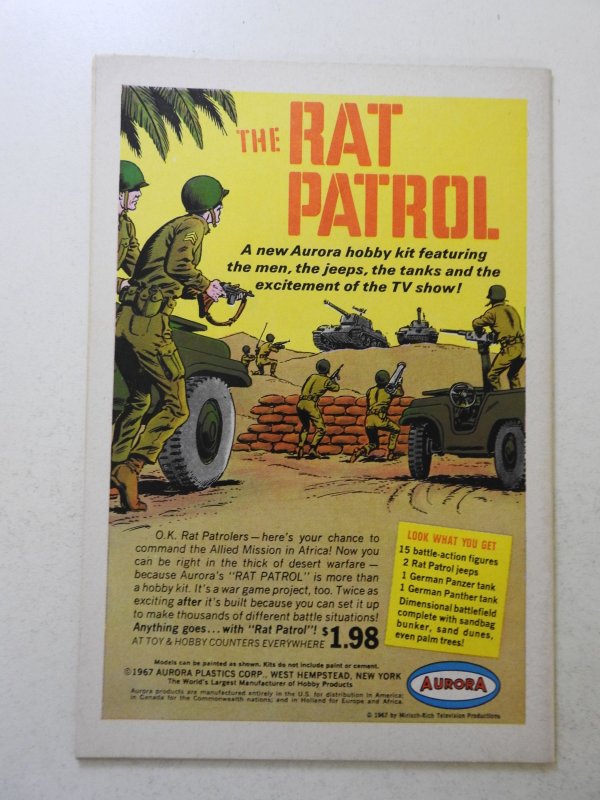 THE RAT
PATROL
A new Aurora hobby kit featuring
the men, the jeeps, the tanks and the
excitement of the TV show!
O.K. Rat Patrolers—here's your chance to
command the Allied Mission in Africa! Now you
can be right in the thick of desert warfare—
because Aurora's "RAT PATROL" is more than
a hobby kit. It's a war game project, too. Twice as
exciting after it's built because you can set it up
to make thousands of different battle situations!
Anything goes...with "Rat Patrol"! $1.98
AT TOY & HOBBY COUNTERS EVERYWHERE
LOOK WHAT YOU GET
15 battle-action figures
2 Rat Patrol jeeps
1 German Panzer tank
1 German Panther tank
Dimensional battlefield
complete with sandbag
bunker, sand dunes,
even palm trees!
Models can be painted as shown. Kits do not include paint or cement.
©1967 AURORA PLASTICS CORP., WEST HEMPSTEAD, NEW YORK
The World's Largest Manufacturer of Hobby Products
Aurora products are manufactured entirely in the U.S. for distribution in America;
in Canada for the Commonwealth nations; and in Holland for Europe and Africa.
AURORA
© 1967 by Mirisch-Rich Television Productions